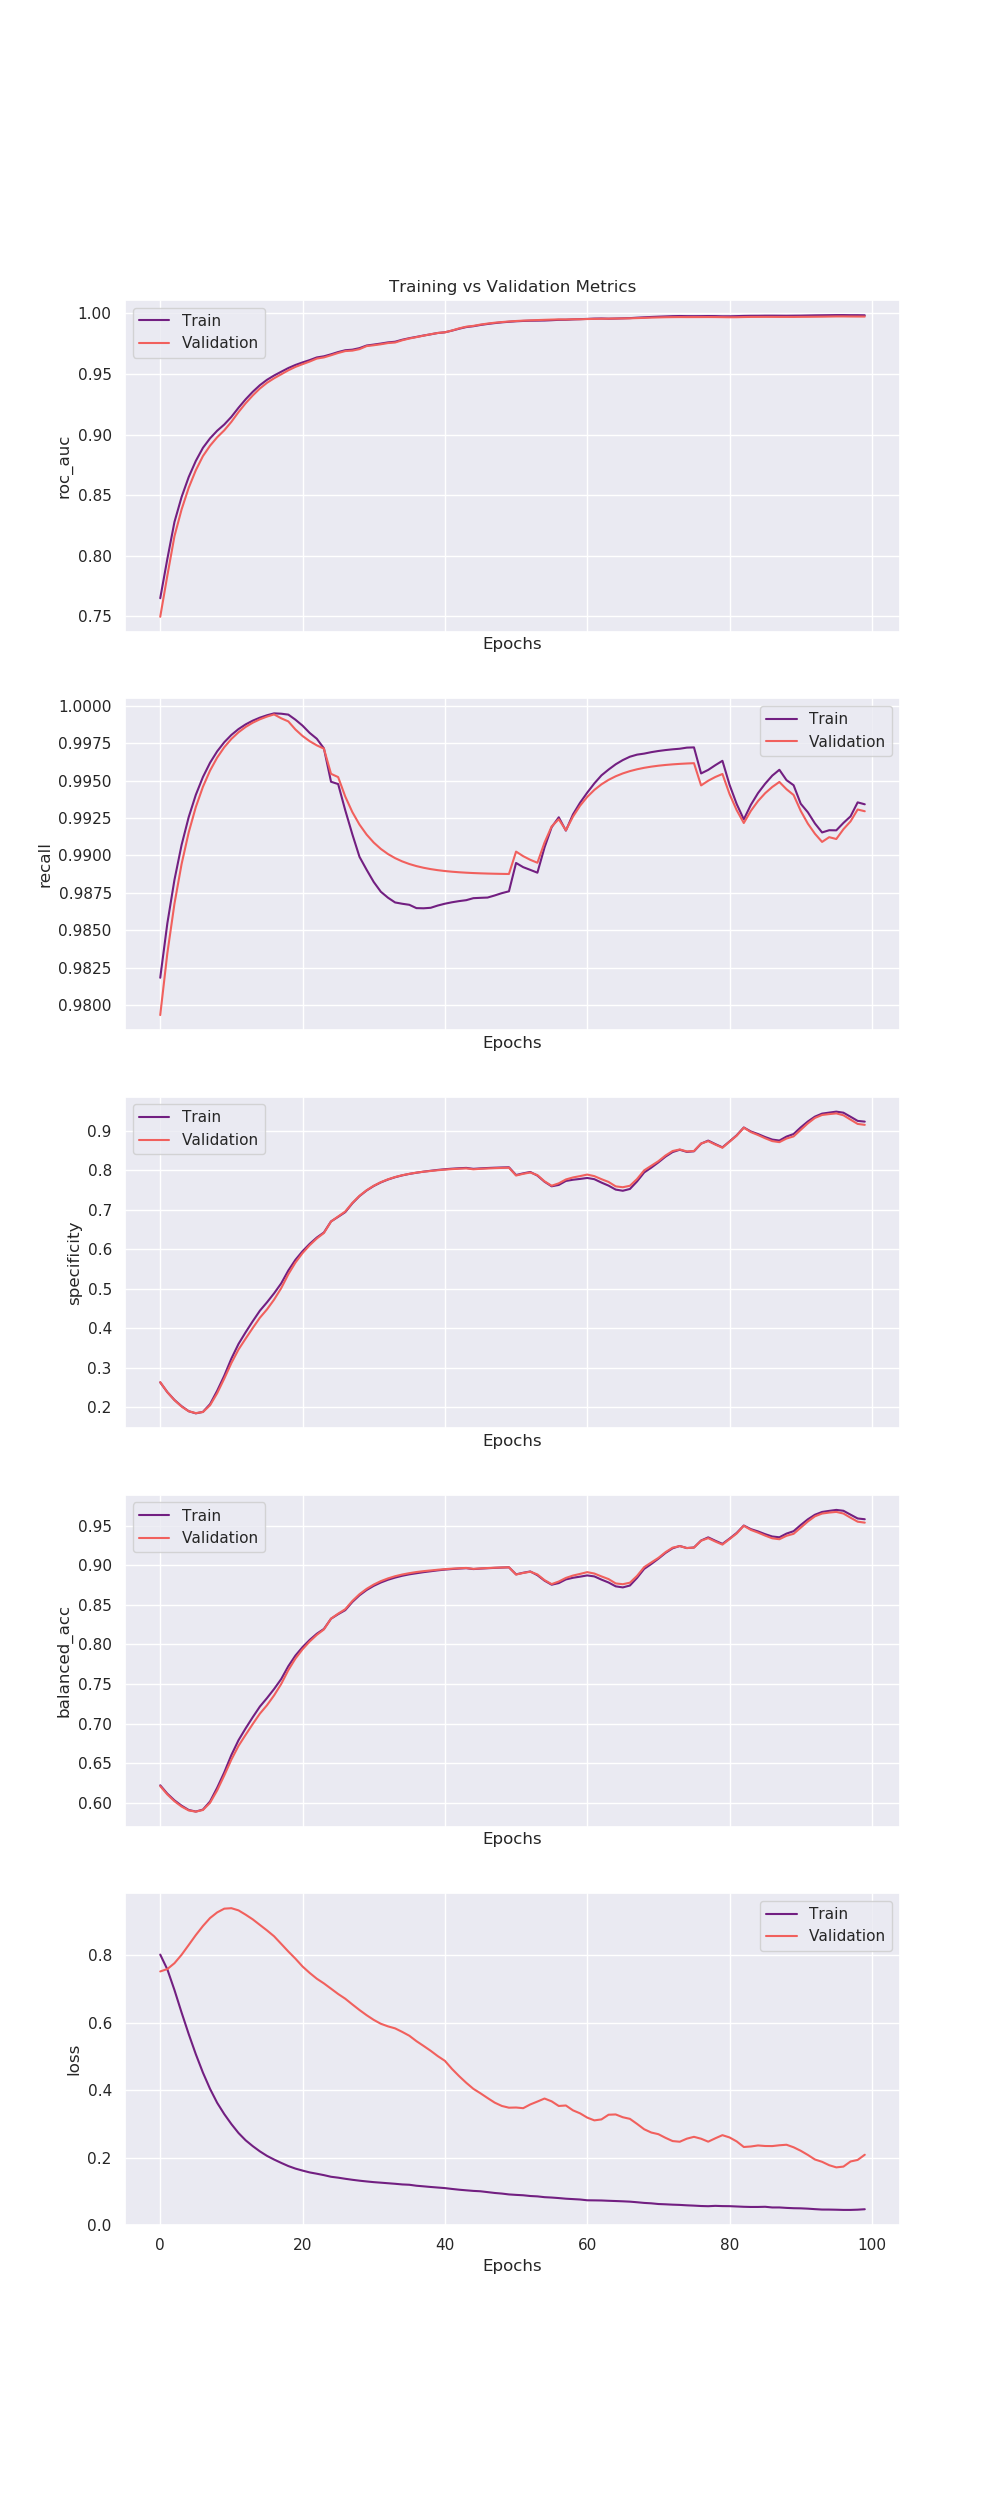 Training vs Validation Metrics
1.00
0.95
0.90
0.85
0.80
0.75
roc_auc
Train
Validation
Epochs
1.0000
0.9975
0.9950
0.9925
0.9900
0.9875
0.9850
0.9825
0.9800
recall
Train
Validation
Epochs
0.9
0.8
0.7
0.6
0.5
0.4
0.3
0.2
specificity
Train
Validation
Epochs
0.95
0.90
0.85
0.80
0.75
0.70
0.65
0.60
balanced_acc
Train
Validation
Epochs
0.8
0.6
0.4
0.2
0.0
loss
Train
Validation
0 20 40 60 80 100
Epochs